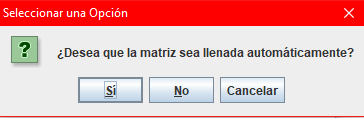 Seleccionar una Opción
¿Desea que la matriz sea llenada automáticamente?
Sí No Cancelar